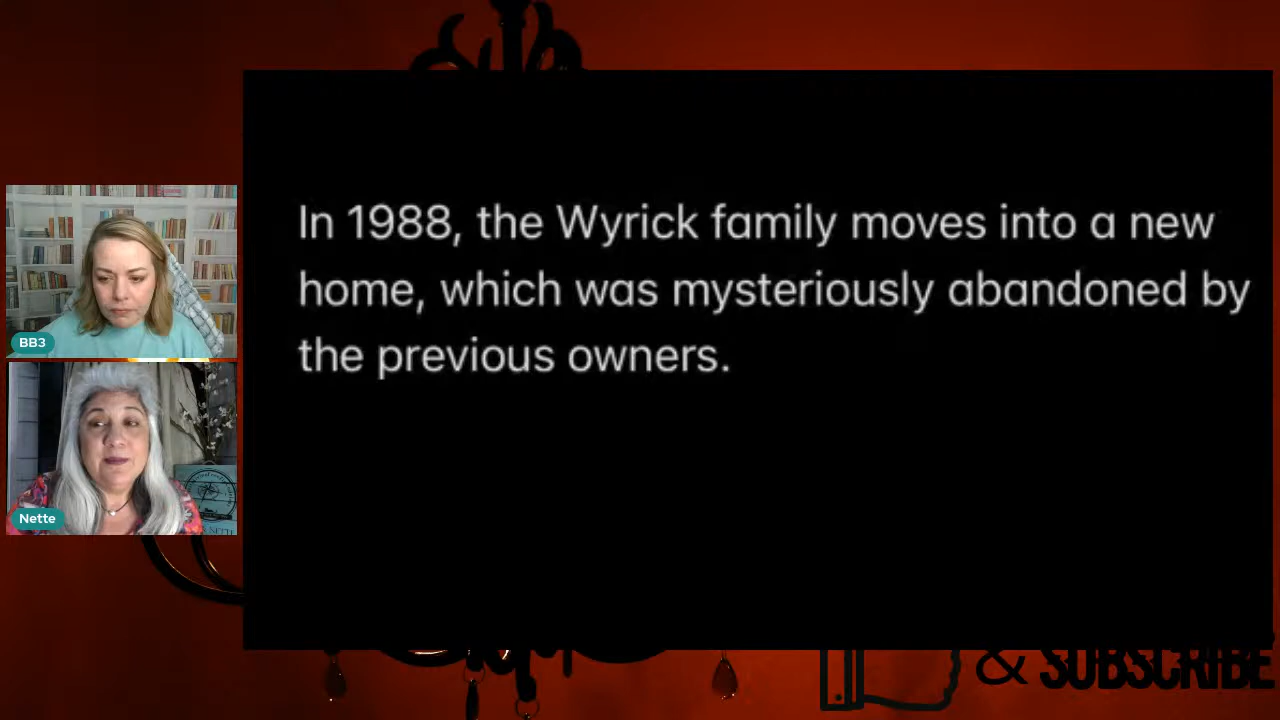 In 1988, the Wyrick family moves into a new
home, which was mysteriously abandoned by
the previous owners.
BB3
Nette
& SUBSCRIBE